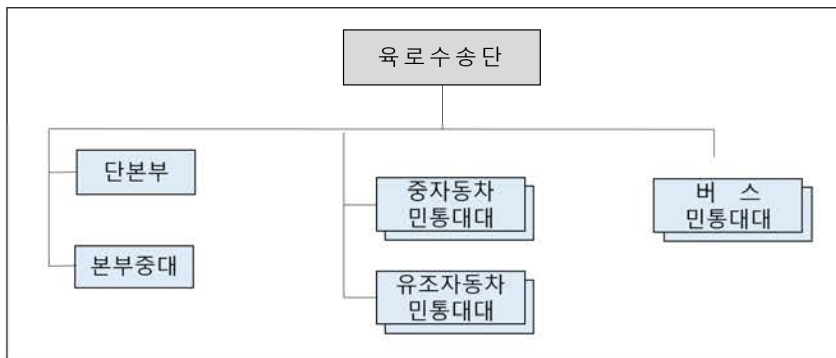 육로수송단
단본부
본부중대
중자동차
민통대대
유조자동차
민통대대
버 스
민통대대